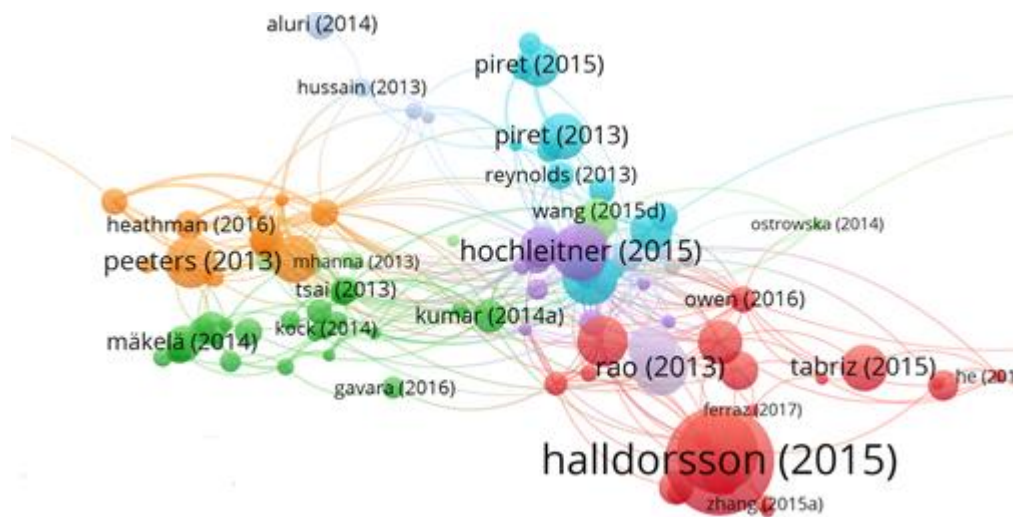 aluri (2014)
hussain (2013)
piret (2015)
piret (2013)
reynolds (2013)
wang (2015d)
ostrowska (2014)
heathman (2016)
hochleitner (2015)
peeters (2013)
mhanna (2013)
tsai (2013)
owen (2016)
kumar (2014a)
kock (2014)
mäkelä (2014)
rao (2013)
tabriz (2015)
he (201
gavara (2016)
ferraz (2017)
halldorsson (2015)
zhang (2015a)